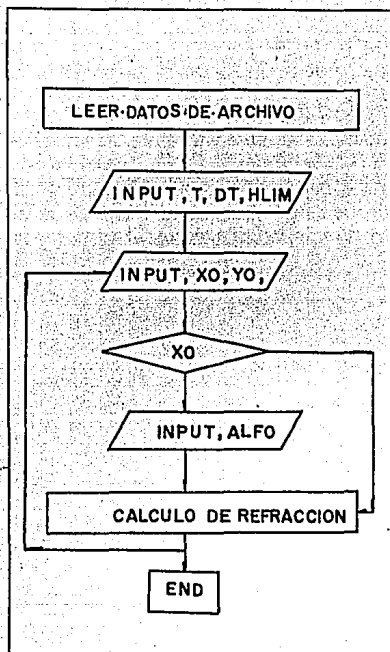 LEER·DATOS·DE·ARCHIVO
INPUT, T, DT, HLIM
INPUT, XO, YO,
XO
INPUT, ALFO
CALCULO DE REFRACCION
END